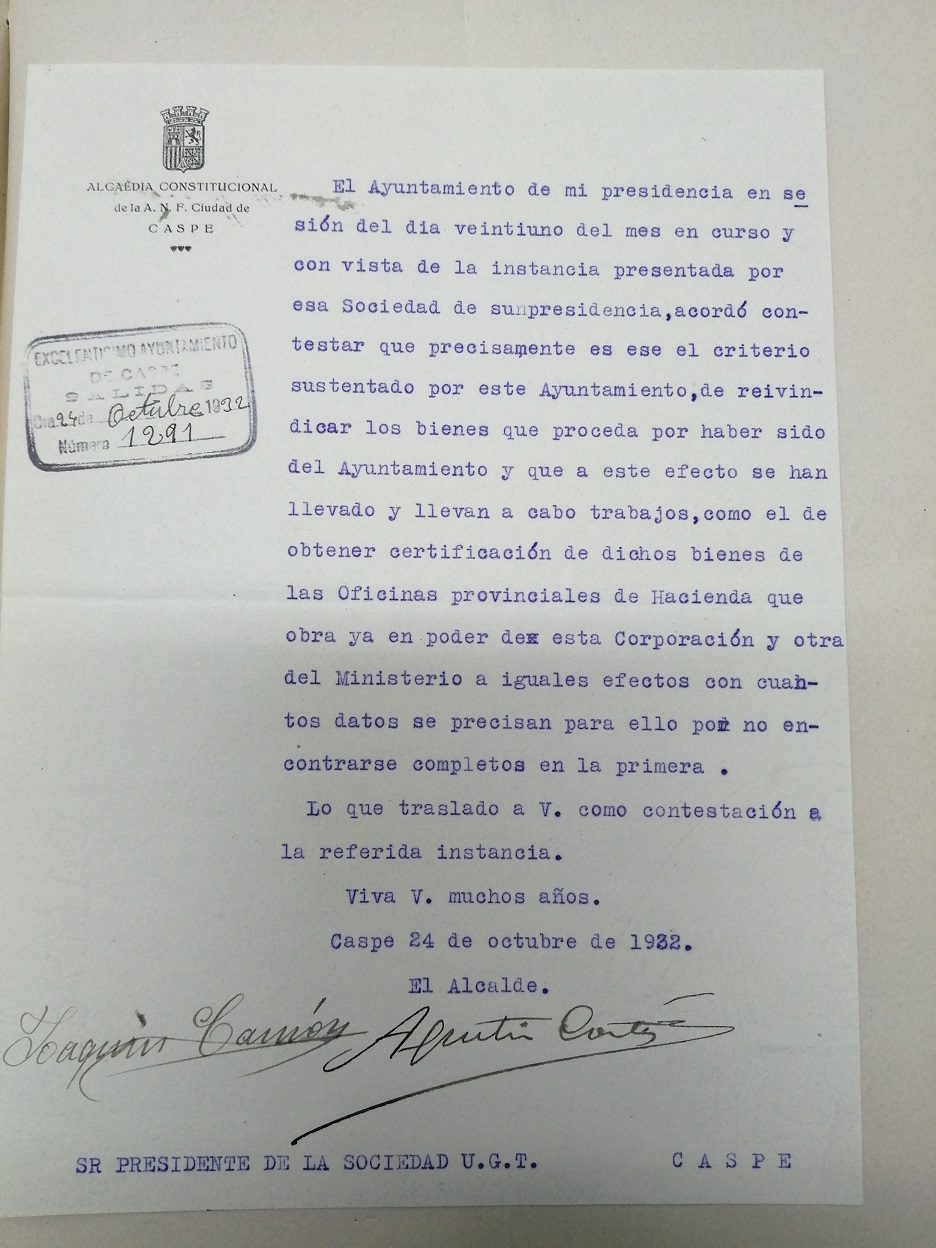 ALCAEDIA CONSTITUCIONAL
de la A. N. F. Ciudad de
CASPE
EXCELENTISIMO AYUNTAMIENTO
DE CASPE
SALIDAS
Dia 24 de Octubre 1932
Número 1291
El Ayuntamiento de mi presidencia en se
sión del dia veintiuno del mes en curso y
con vista de la instancia presentada por
esa Sociedad de sunpresidencia,acordó con-
testar que precisamente es ese el criterio
sustentado por este Ayuntamiento,de reivin-
dicar los bienes que proceda por haber sido
del Ayuntamiento y que a este efecto se han
llevado y llevan a cabo trabajos,como el de
obtener certificación de dichos bienes de
las Oficinas provinciales de Hacienda que
obra ya en poder dex esta Corporación y otra
del Ministerio a iguales efectos con cuan-
tos datos se precisan para ello por no en-
contrarse completos en la primera .
Lo que traslado a V. como contestación a
la referida instancia.
Viva V. muchos años.
Caspe 24 de octubre de 1932.
El Alcalde.
Joaquin Agustin Cortés
SR PRESIDENTE DE LA SOCIEDAD U.G.T. CASPE